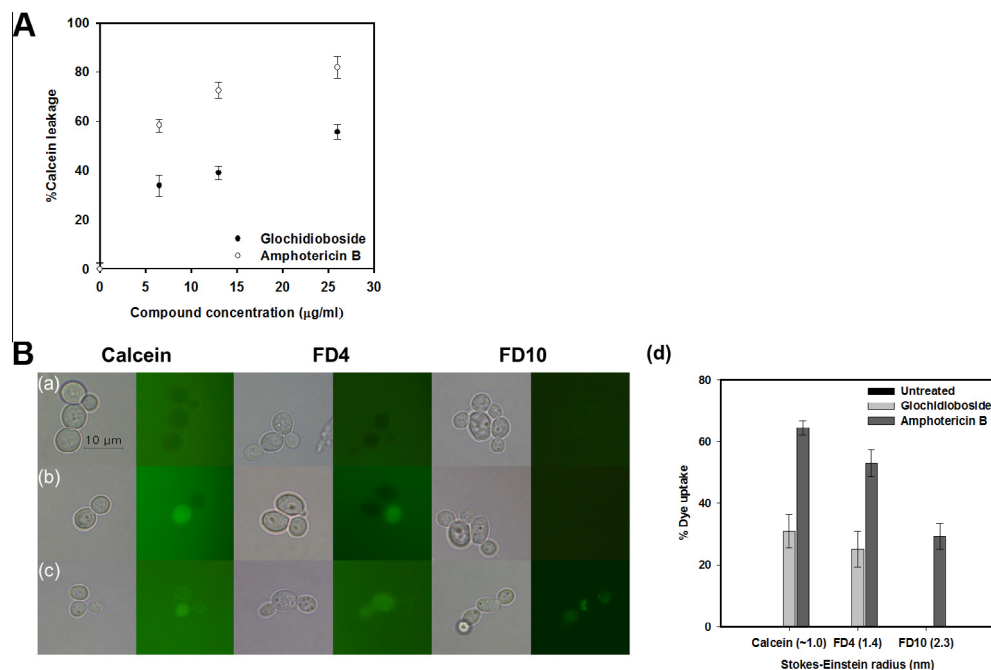 A
100
80
60
40
20
0
%Calcein leakage
Glochidioboside
Amphotericin B
0 5 10 15 20 25 30
Compound concentration (µg/ml)
B
Calcein FD4 FD10
(a)
10 µm
(b)
(c)
(d)
80
60
40
20
0
% Dye uptake
Untreated
Glochidioboside
Amphotericin B
Calcein (~1.0) FD4 (1.4) FD10 (2.3)
Stokes-Einstein radius (nm)